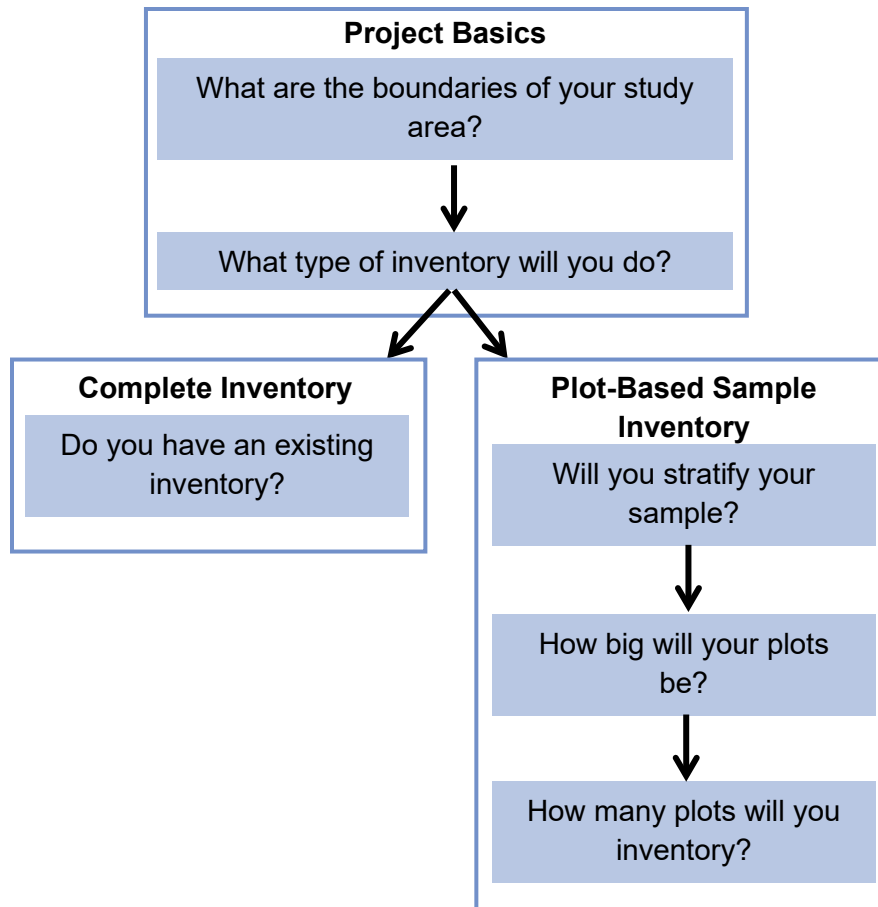 Project Basics
What are the boundaries of your study
area?
What type of inventory will you do?
Complete Inventory
Do you have an existing
inventory?
Plot-Based Sample
Inventory
Will you stratify your
sample?
How big will your plots
be?
How many plots will you
inventory?